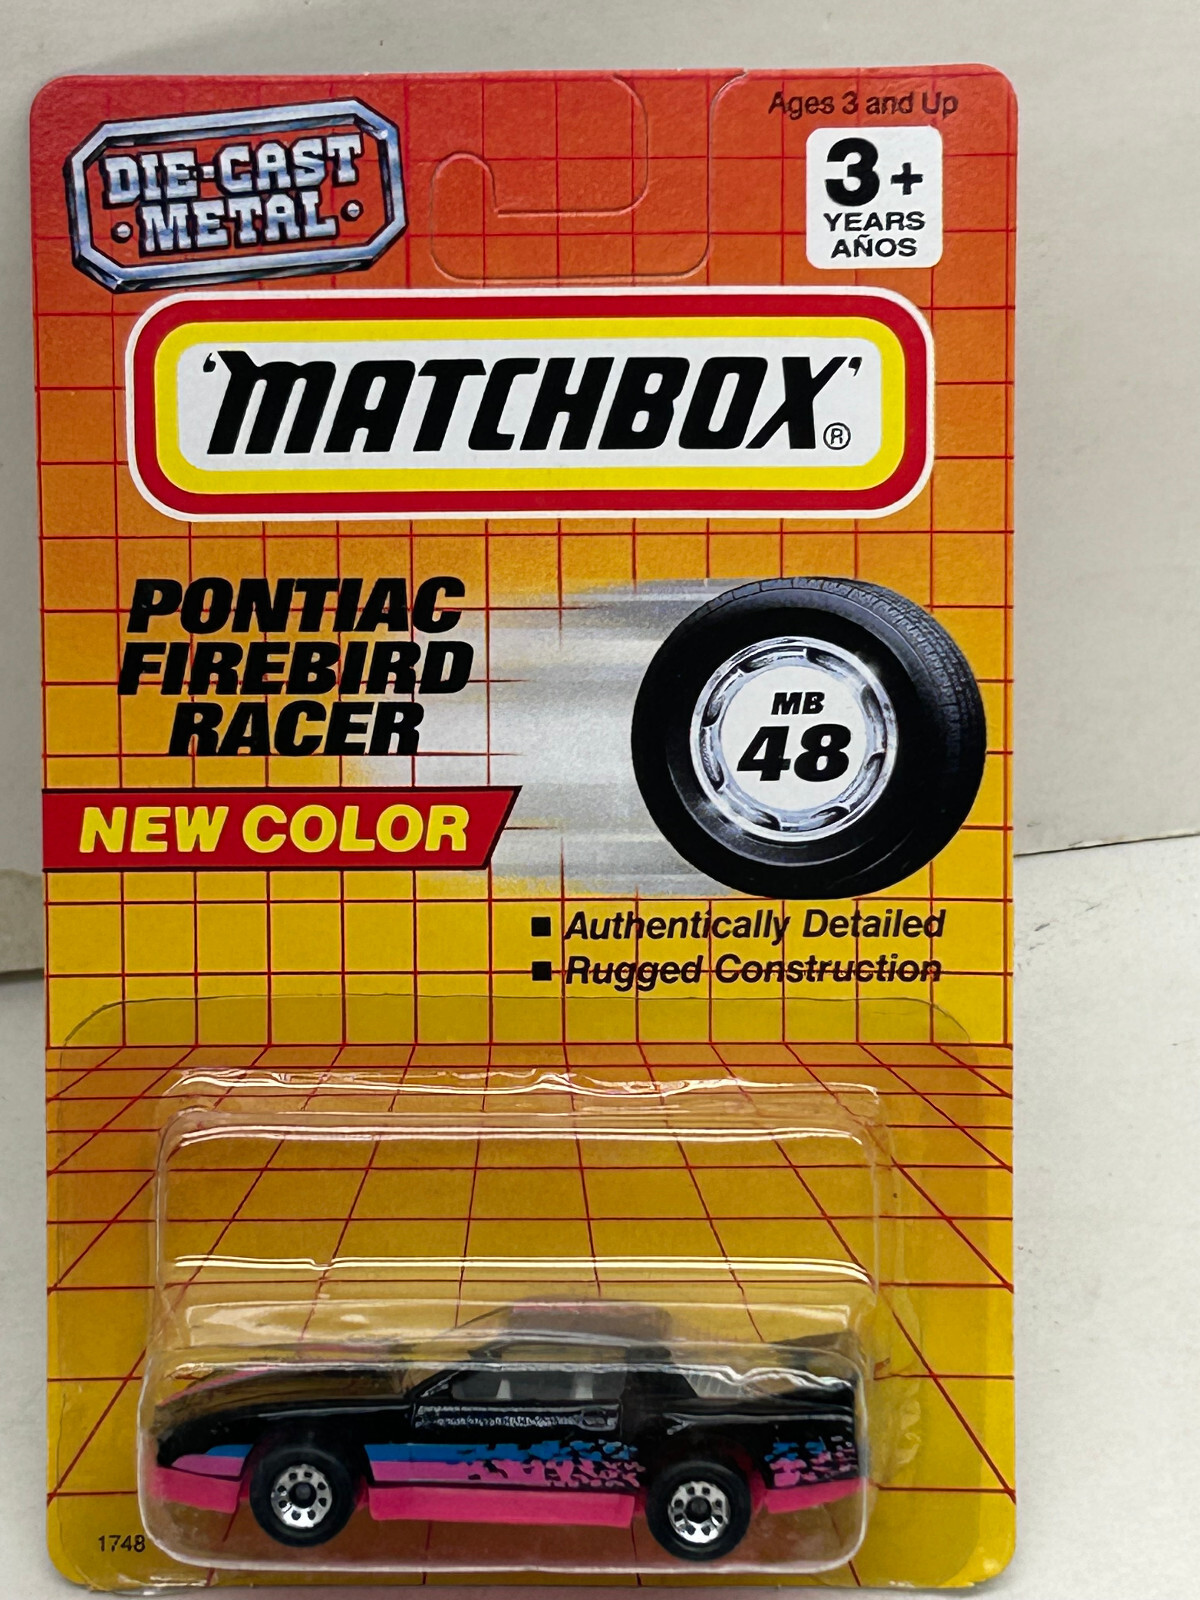 Ages 3 and Up
DIE-CAST
• METAL •
3+
YEARS
AÑOS
'MATCHBOX'®
PONTIAC
FIREBIRD
RACER
MB
48
NEW COLOR
■ Authentically Detailed
■ Rugged Construction
1748